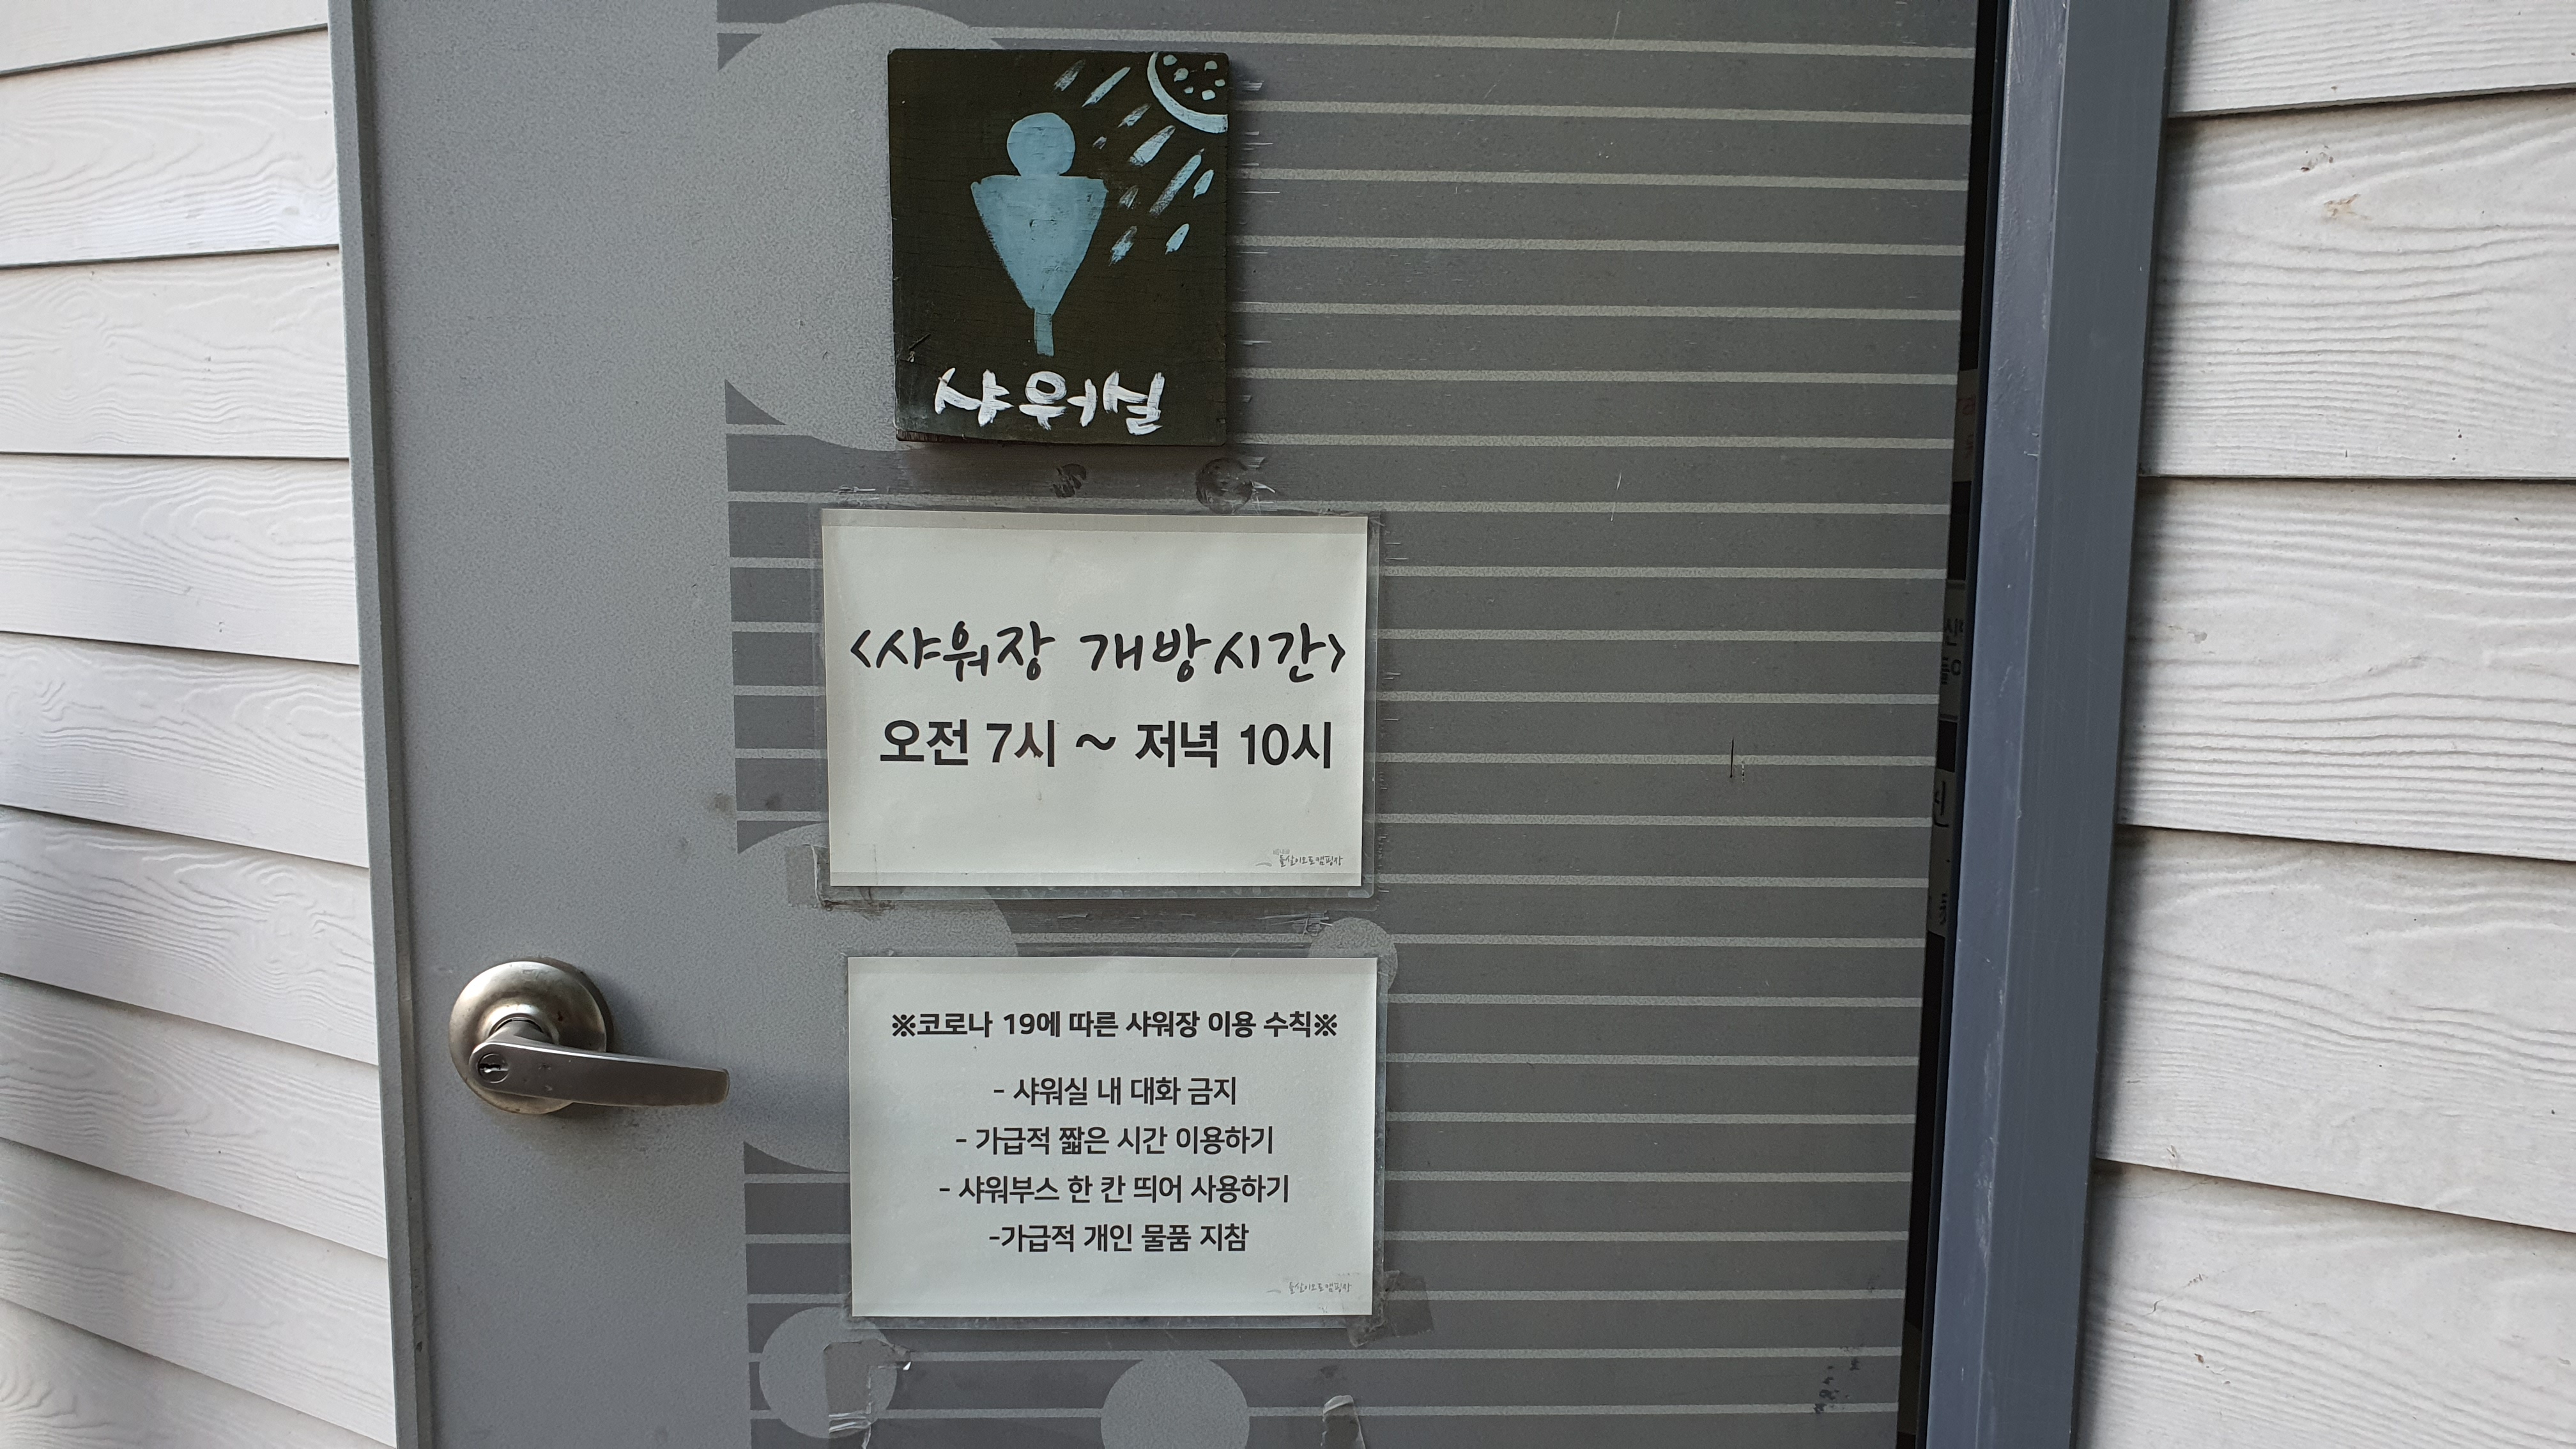 샤워실
<샤워장 개방시간>
오전 7시 ~ 저녁 10시
※코로나 19에 따른 샤워장 이용 수칙※
- 샤워실 내 대화 금지
- 가급적 짧은 시간 이용하기
- 샤워부스 한 칸 띄어 사용하기
-가급적 개인 물품 지참